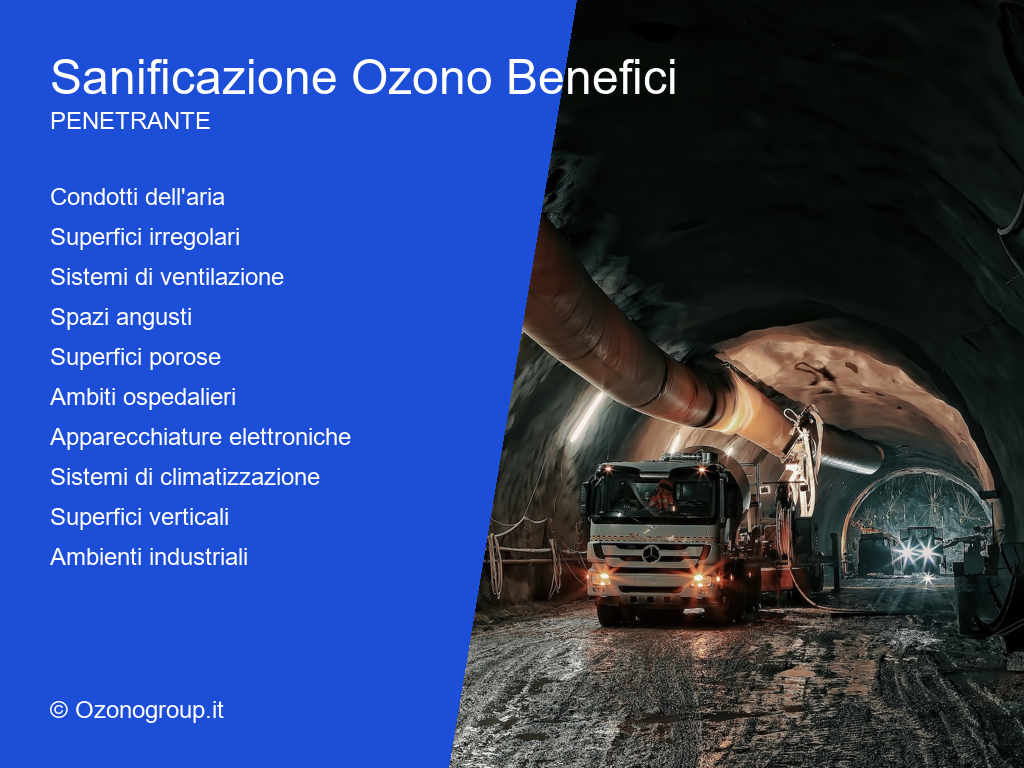 Sanificazione Ozono Benefici
PENETRANTE
Condotti dell'aria
Superfici irregolari
Sistemi di ventilazione
Spazi angusti
Superfici porose
Ambiti ospedalieri
Apparecchiature elettroniche
Sistemi di climatizzazione
Superfici verticali
Ambienti industriali
© Ozonogroup.it